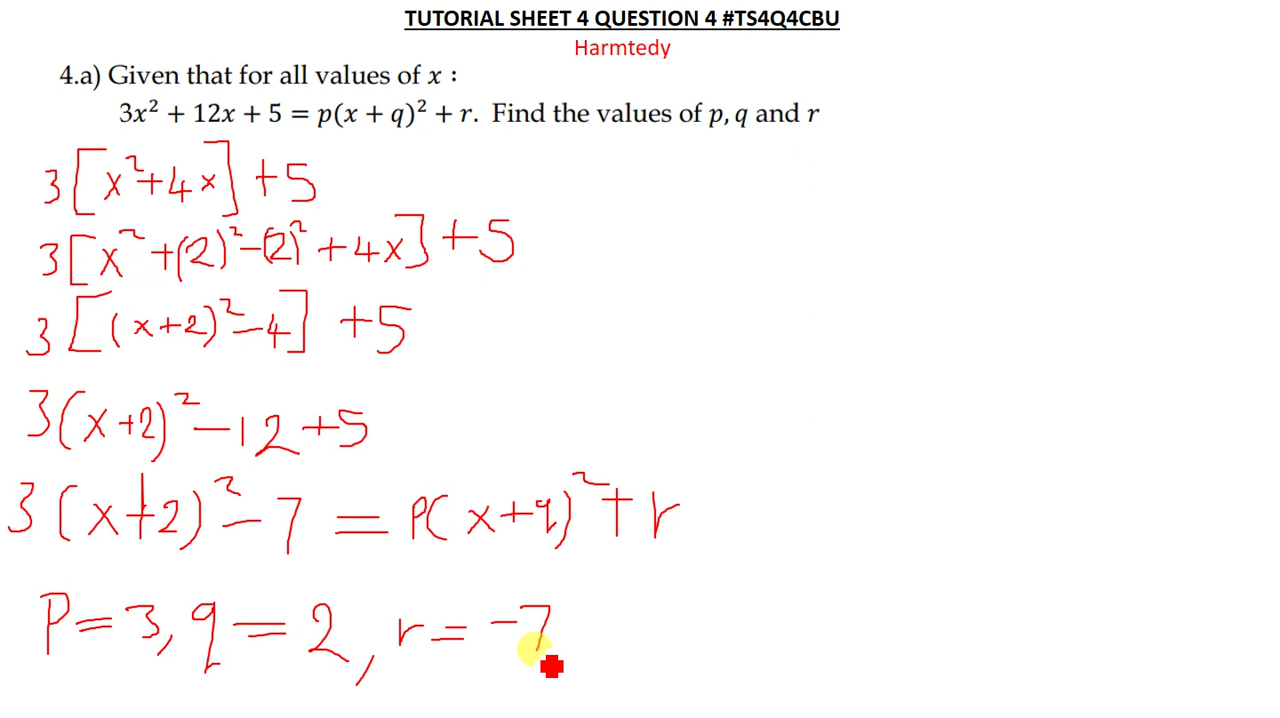 TUTORIAL SHEET 4 QUESTION 4 #TS4Q4CBU
Harmtedy
4.a) Given that for all values of x :
3x² + 12x + 5 = p(x + q)² + r. Find the values of p, q and r
3[x²+4x] +5
3[x² +(2)²-(2)² +4x] +5
3[(x+2)²-4] +5
3(x+2)² -12+5
3(x+2)²-7 = P(x+q)²+r
P=3, q=2, r=-7